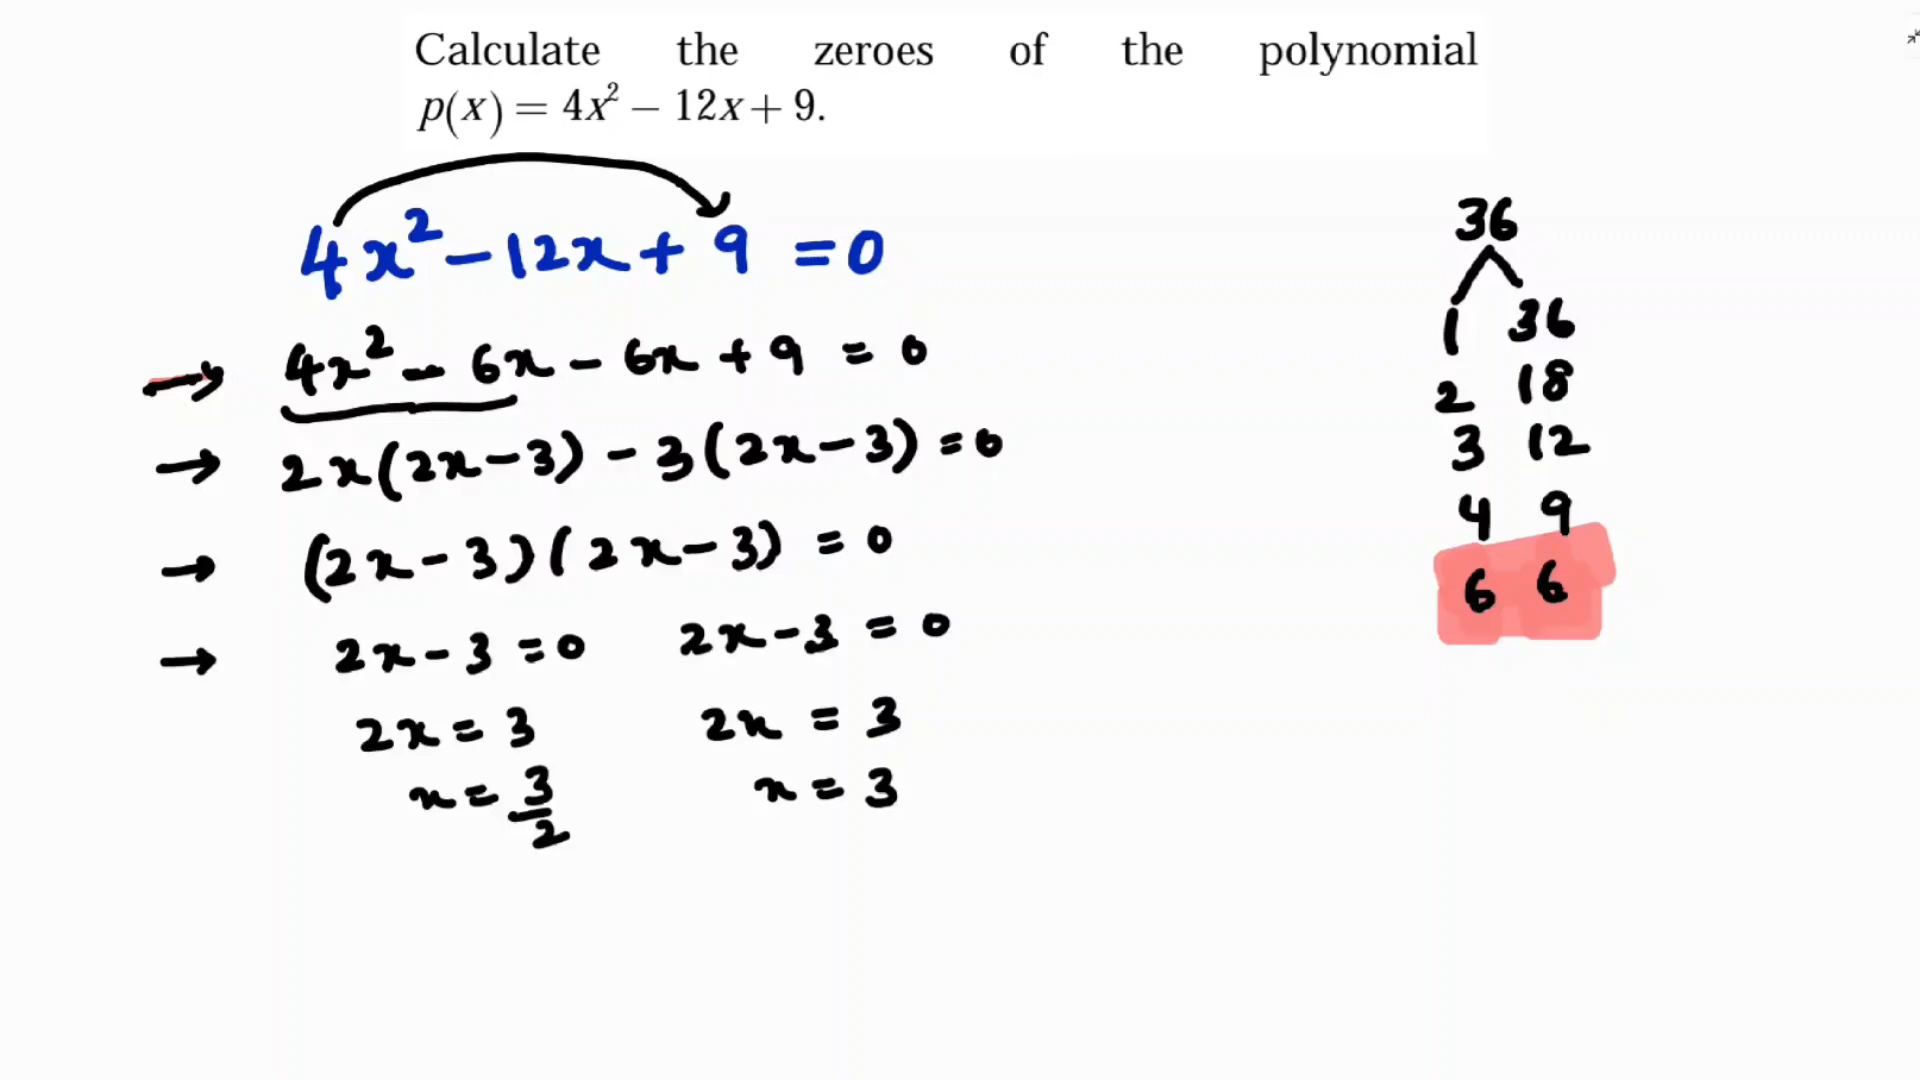 Calculate the zeroes of the polynomial
p(x) = 4x² − 12x + 9.
4x² − 12x + 9 = 0
→ 4x² − 6x − 6x + 9 = 0
→ 2x(2x − 3) − 3(2x − 3) = 0
→ (2x − 3)(2x − 3) = 0
→ 2x − 3 = 0 2x − 3 = 0
2x = 3 2x = 3
x = 3/2 x = 3
36
1 36
2 18
3 12
4 9
6 6